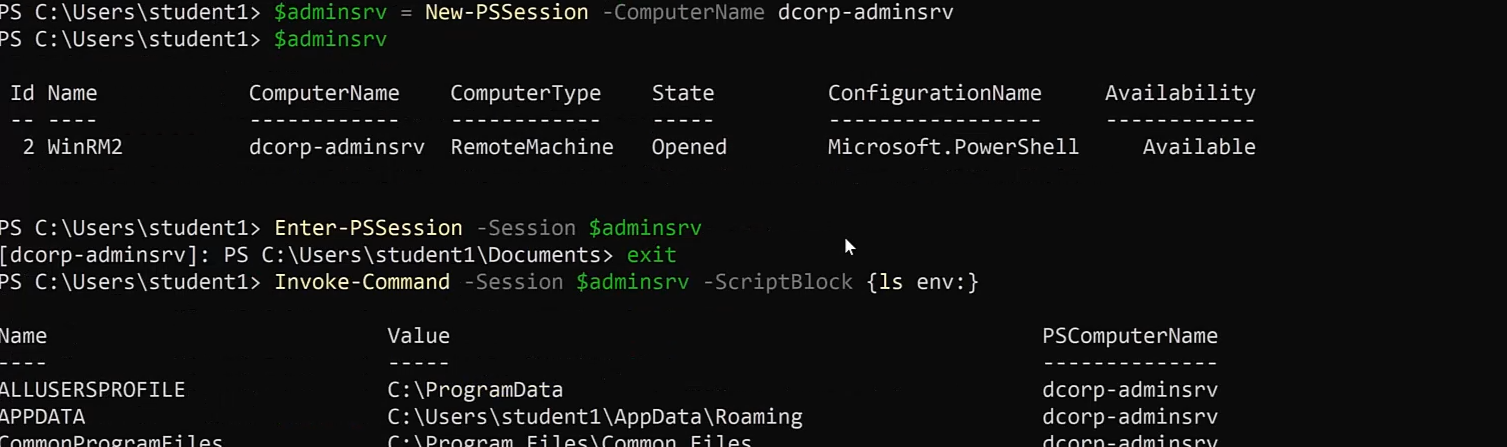 PS C:\Users\student1> $adminsrv = New-PSSession -ComputerName dcorp-adminsrv
PS C:\Users\student1> $adminsrv
Id Name ComputerName ComputerType State ConfigurationName Availability
-- ---- ------------ ------------ ----- ----------------- ------------
2 WinRM2 dcorp-adminsrv RemoteMachine Opened Microsoft.PowerShell Available
PS C:\Users\student1> Enter-PSSession -Session $adminsrv
[dcorp-adminsrv]: PS C:\Users\student1\Documents> exit
PS C:\Users\student1> Invoke-Command -Session $adminsrv -ScriptBlock {ls env:}
Name Value PSComputerName
---- ----- --------------
ALLUSERSPROFILE C:\ProgramData dcorp-adminsrv
APPDATA C:\Users\student1\AppData\Roaming dcorp-adminsrv
CommonProgramFiles C:\Program Files\Common Files dcorp-adminsrv